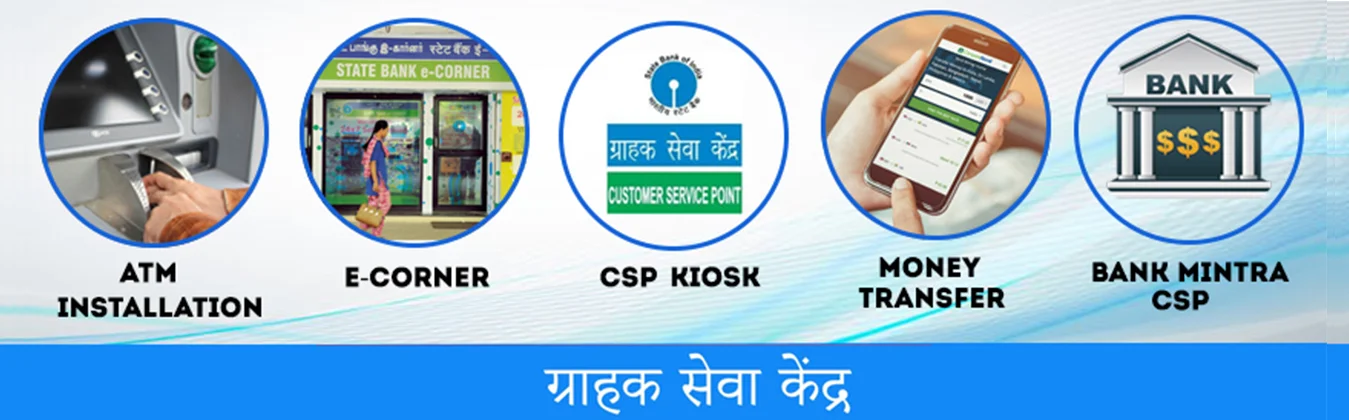 பாங்கு இ-கார்னர் स्टेट बैंक ई-
STATE BANK e-CORNER
State Bank of India
भारतीय स्टेट बैंक
ग्राहक सेवा केंद्र
CUSTOMER SERVICE POINT
BANK
$$$
ATM
INSTALLATION
E-CORNER
CSP KIOSK
MONEY
TRANSFER
BANK MINTRA
CSP
ग्राहक सेवा केंद्र